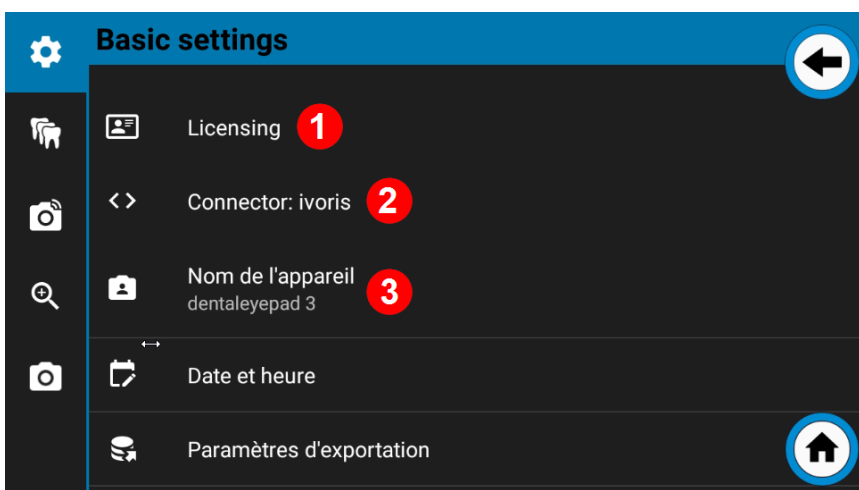 Basic settings
Licensing 1
Connector: ivoris 2
Nom de l'appareil
dentaleyepad 3 3
Date et heure
Paramètres d'exportation